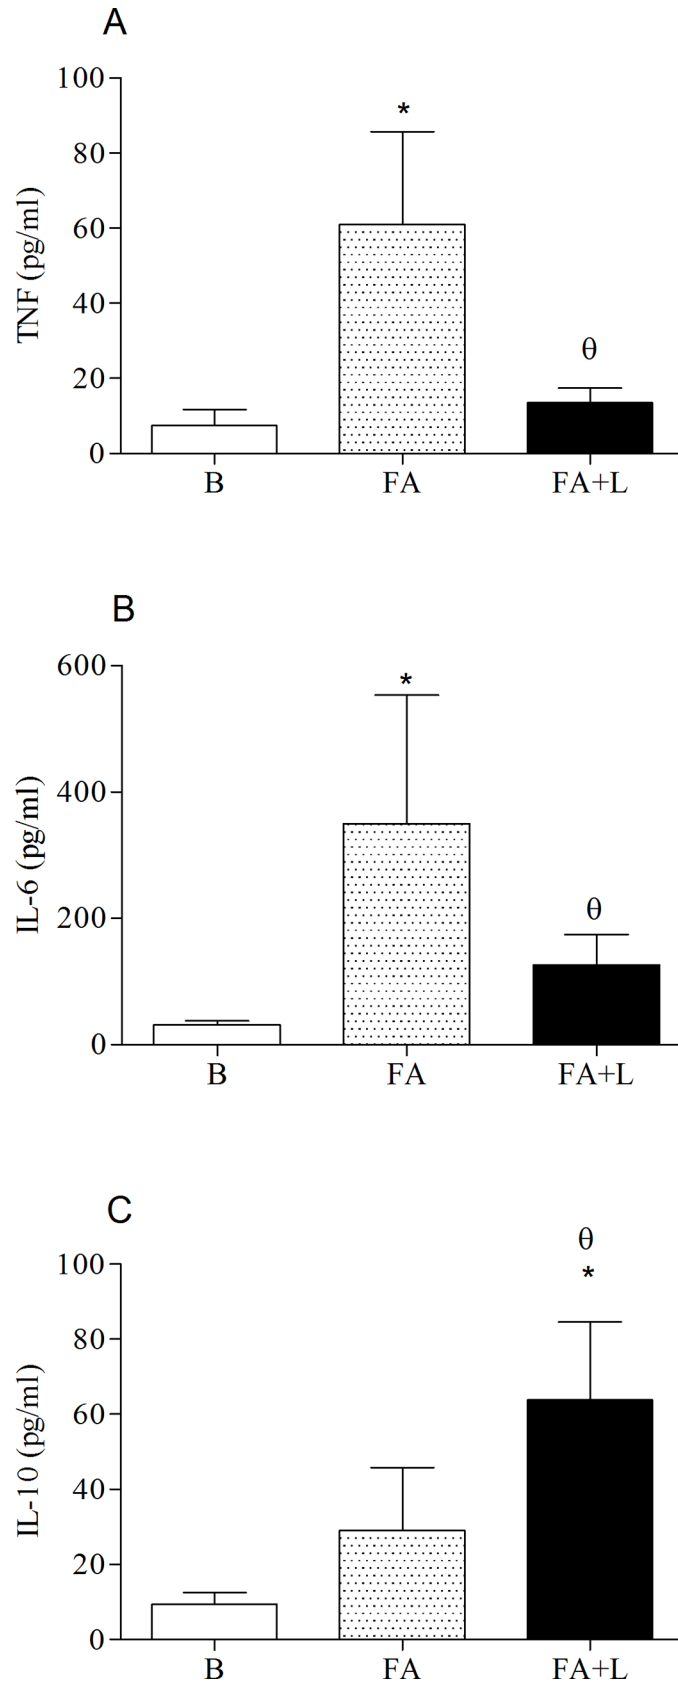 A
TNF (pg/ml)
100
80
60
40
20
0
*
θ
B FA FA+L
B
IL-6 (pg/ml)
600
400
200
0
*
θ
B FA FA+L
C
IL-10 (pg/ml)
100
80
60
40
20
0
θ
*
B FA FA+L